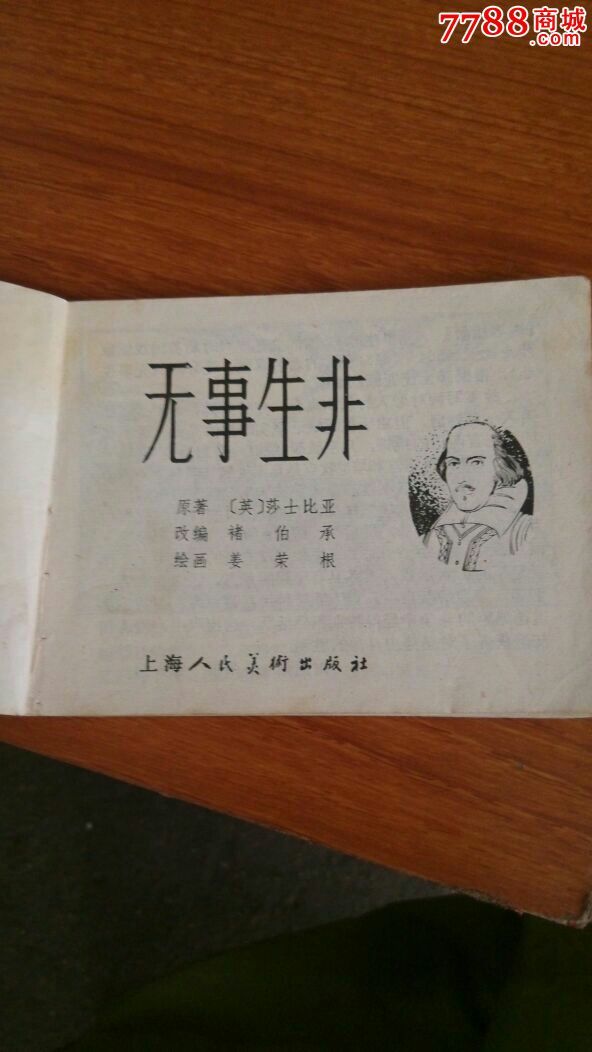 7788商城
.com
无事生非
原著 〔英〕莎士比亚
改编 褚伯承
绘画 姜荣根
上海人民美術出版社